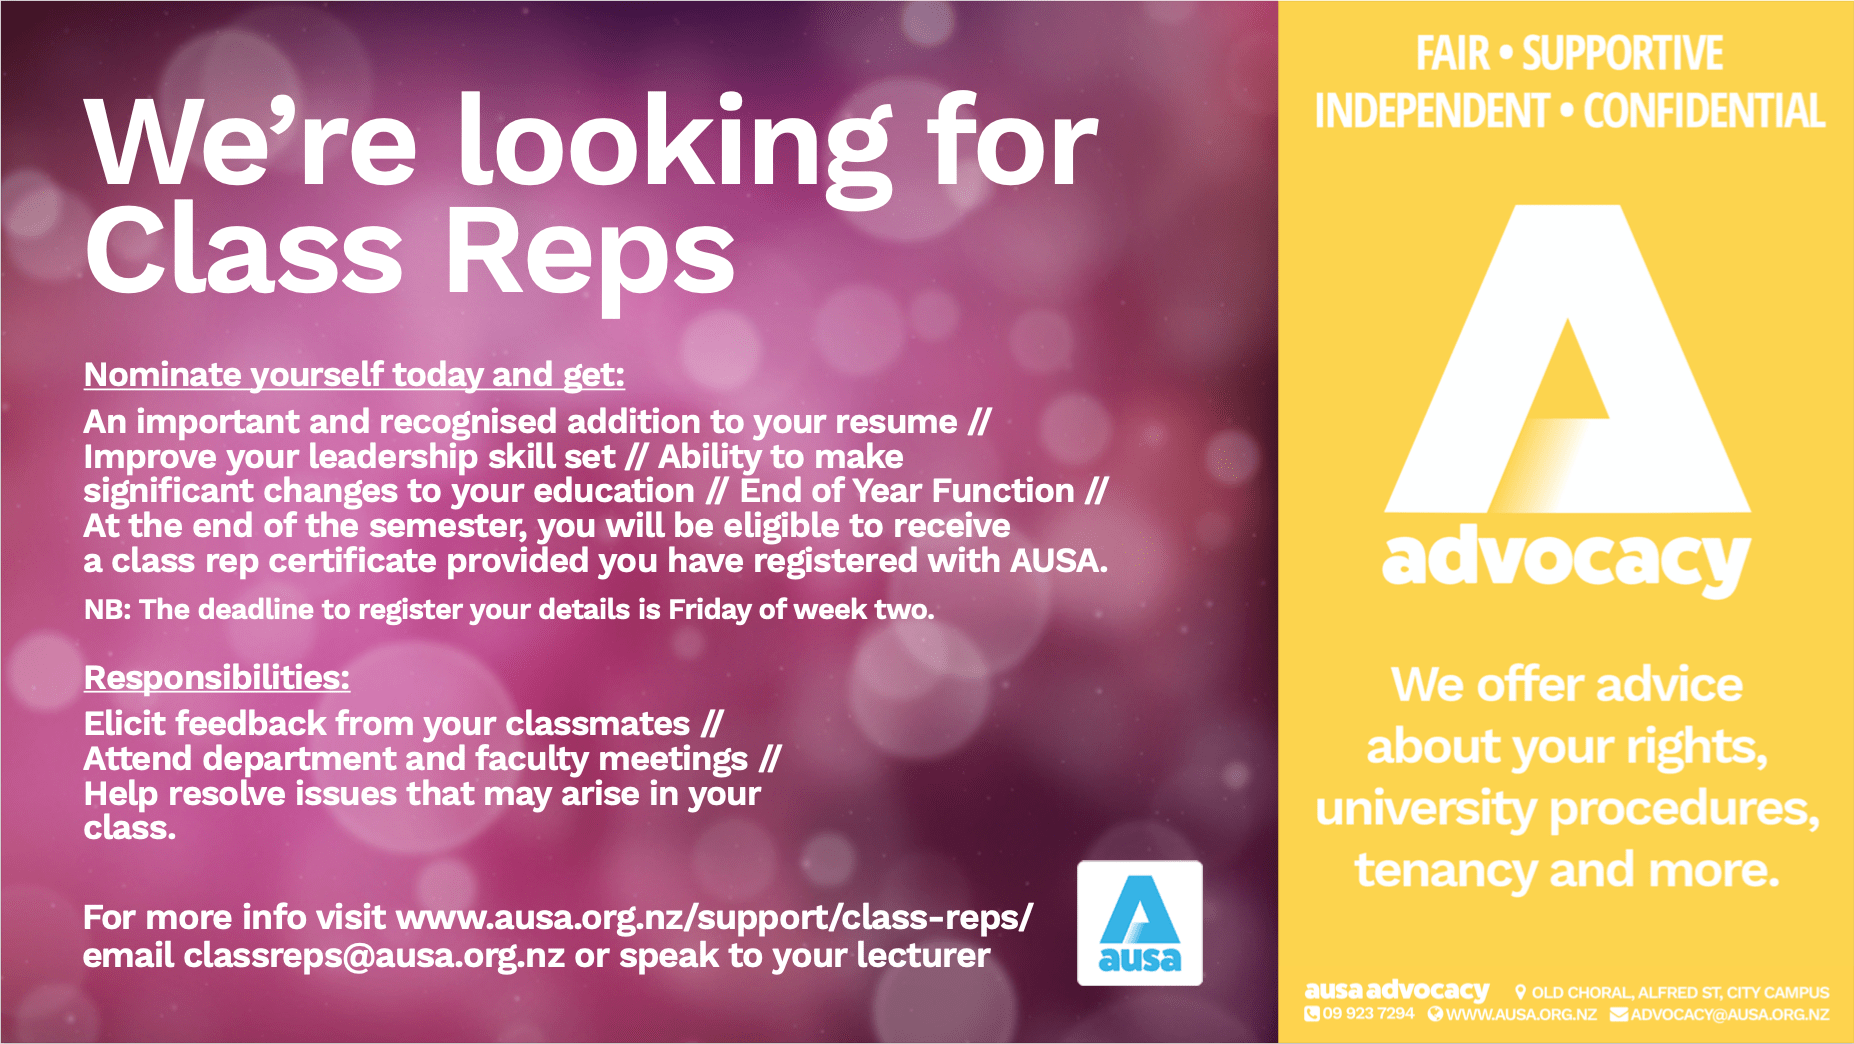 We’re looking for
Class Reps
Nominate yourself today and get:
An important and recognised addition to your resume //
Improve your leadership skill set // Ability to make
significant changes to your education // End of Year Function //
At the end of the semester, you will be eligible to receive
a class rep certificate provided you have registered with AUSA.
NB: The deadline to register your details is Friday of week two.
Responsibilities:
Elicit feedback from your classmates //
Attend department and faculty meetings //
Help resolve issues that may arise in your
class.
For more info visit www.ausa.org.nz/support/class-reps/
email classreps@ausa.org.nz or speak to your lecturer
A
ausa
FAIR • SUPPORTIVE
INDEPENDENT • CONFIDENTIAL
A
advocacy
We offer advice
about your rights,
university procedures,
tenancy and more.
ausa advocacy OLD CHORAL, ALFRED ST, CITY CAMPUS
09 923 7294 WWW.AUSA.ORG.NZ ADVOCACY@AUSA.ORG.NZ